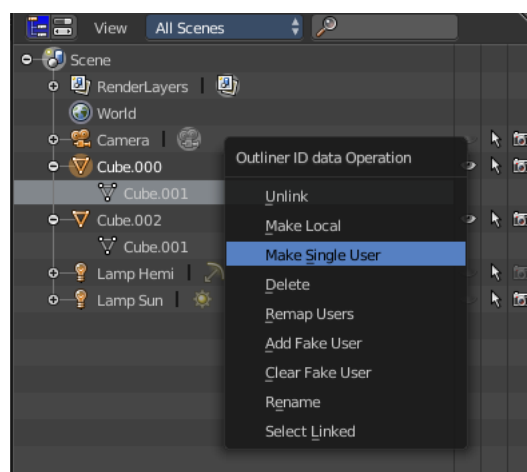 View All Scenes
Scene
RenderLayers
World
Camera
Cube.000
Cube.001
Cube.002
Cube.001
Lamp Hemi
Lamp Sun
Outliner ID data Operation
Unlink
Make Local
Make Single User
Delete
Remap Users
Add Fake User
Clear Fake User
Rename
Select Linked